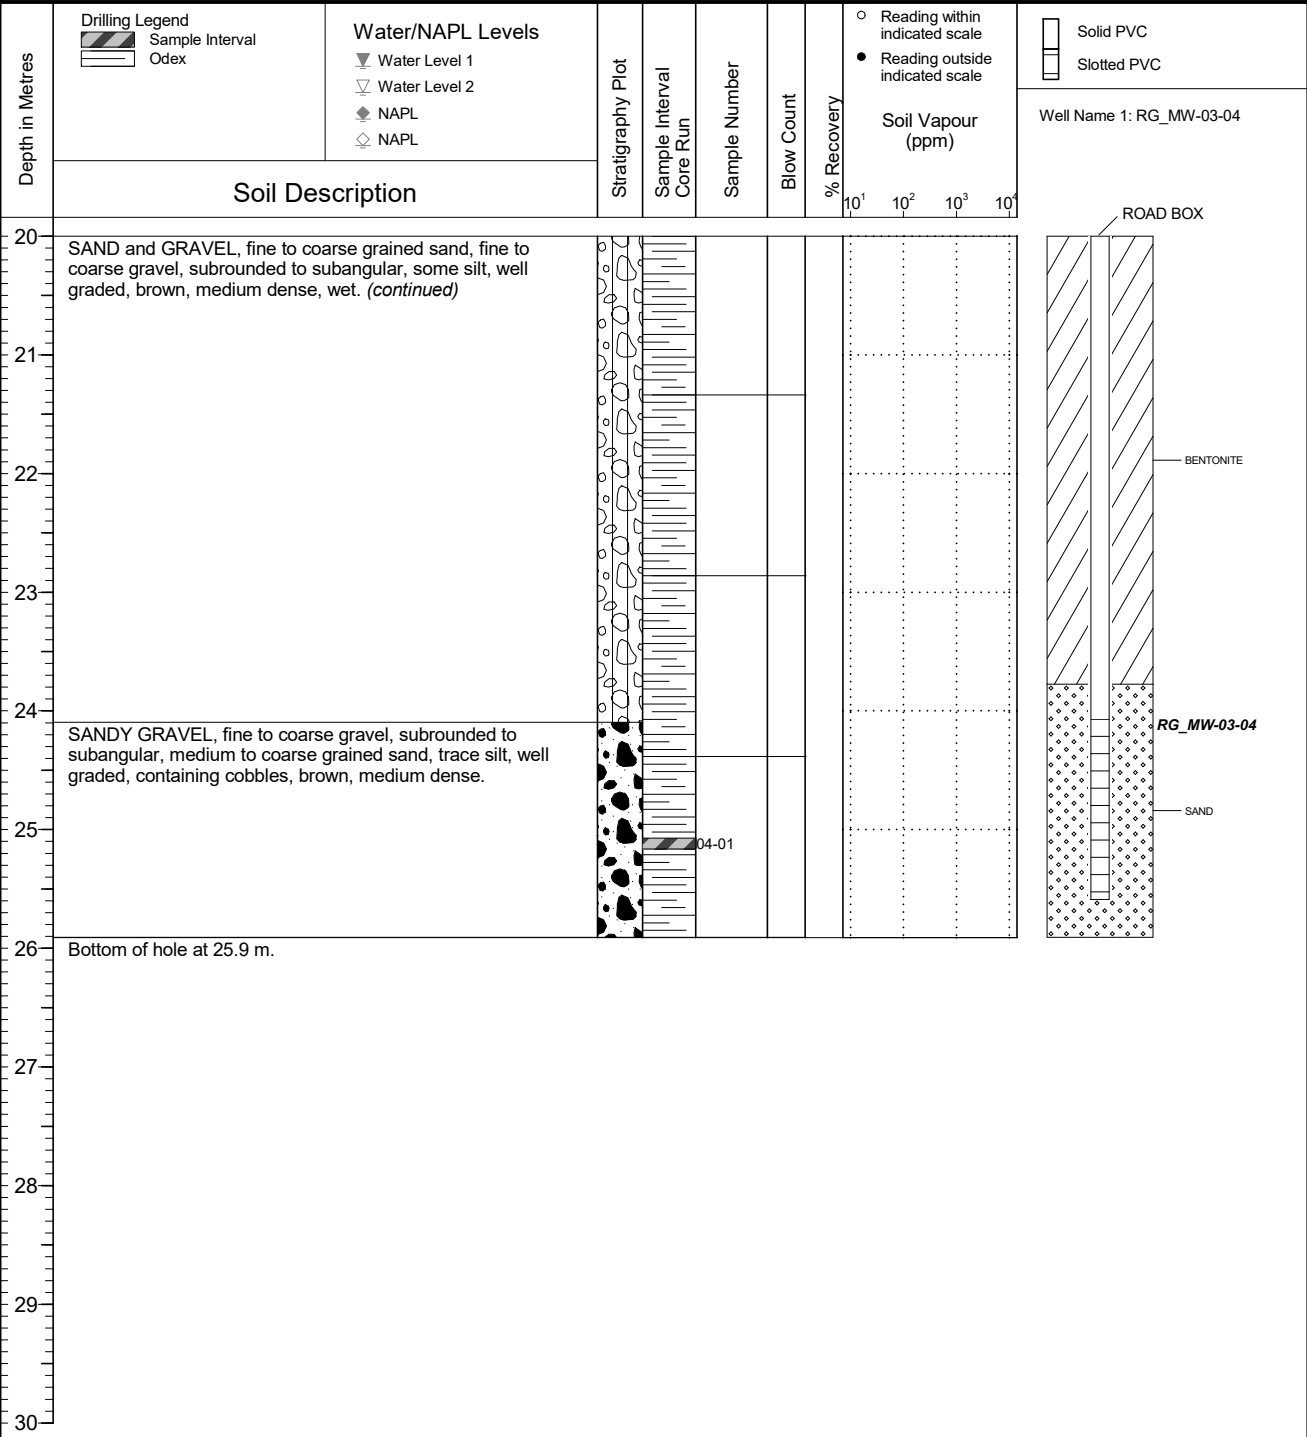 Depth in Metres
Drilling Legend
Sample Interval
Odex
Water/NAPL Levels
Water Level 1
Water Level 2
NAPL
NAPL
Soil Description
Stratigraphy Plot
Sample Interval
Core Run
Sample Number
Blow Count
% Recovery
Reading within
indicated scale
Reading outside
indicated scale
Soil Vapour
(ppm)
10¹ 10² 10³ 10⁴
Solid PVC
Slotted PVC
Well Name 1: RG_MW-03-04
ROAD BOX
20
SAND and GRAVEL, fine to coarse grained sand, fine to
coarse gravel, subrounded to subangular, some silt, well
graded, brown, medium dense, wet. (continued)
21
22
BENTONITE
23
24
SANDY GRAVEL, fine to coarse gravel, subrounded to
subangular, medium to coarse grained sand, trace silt, well
graded, containing cobbles, brown, medium dense.
RG_MW-03-04
SAND
25
04-01
26
Bottom of hole at 25.9 m.
27
28
29
30